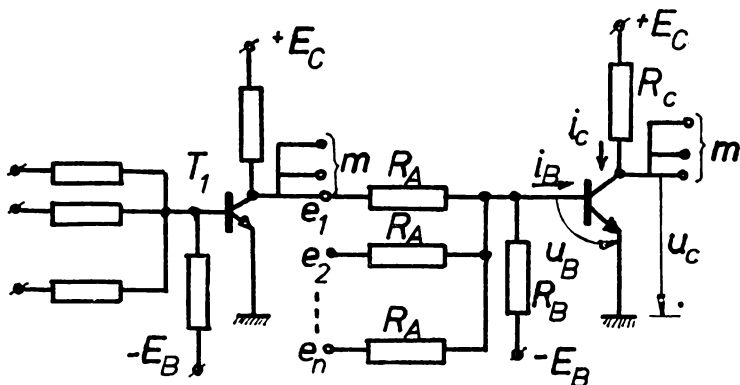 +E_C
+E_C
R_C
i_C
m
T_1
m
R_A
i_B
e_1
R_A
u_B
u_C
e_2
R_B
R_A
-E_B
e_n
-E_B